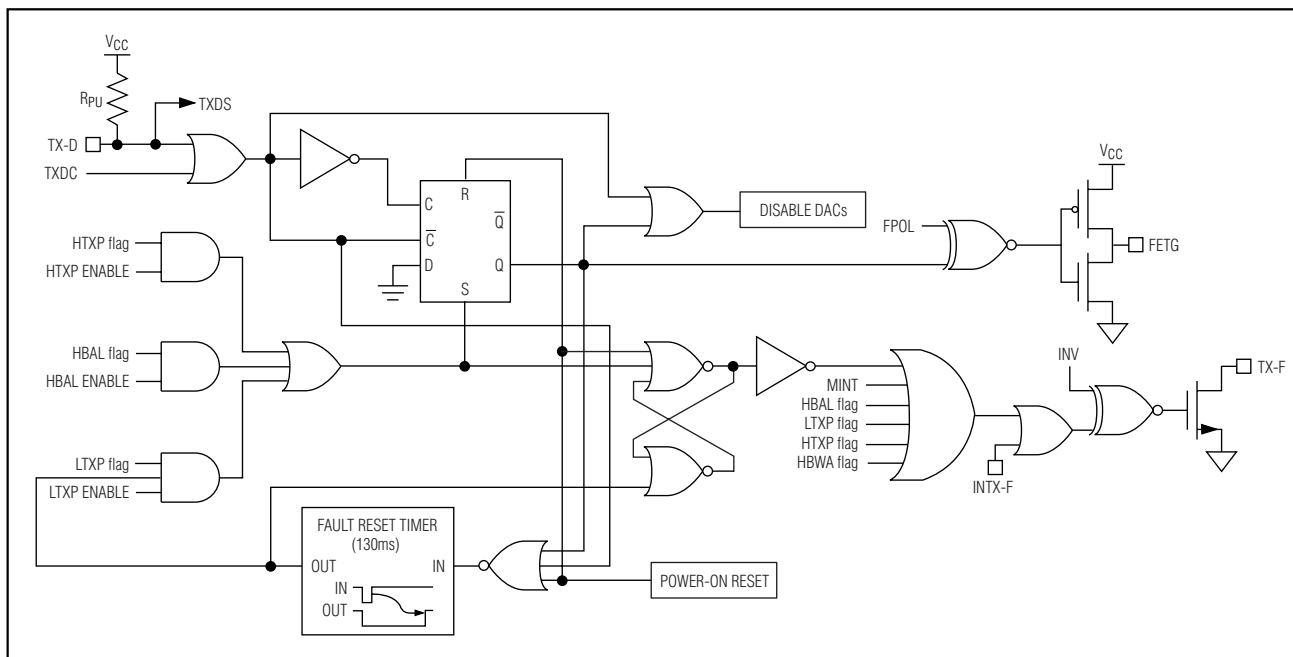 VCC
RPU
TXDS
TX-D
TXDC
VCC
R
C
Q̅
C̅
D
Q
S
DISABLE DACs
FPOL
FETG
HTXP flag
HTXP ENABLE
HBAL flag
HBAL ENABLE
LTXP flag
LTXP ENABLE
MINT
HBAL flag
LTXP flag
HTXP flag
HBWA flag
INV
TX-F
INTX-F
FAULT RESET TIMER
(130ms)
OUT
IN
IN
OUT
POWER-ON RESET